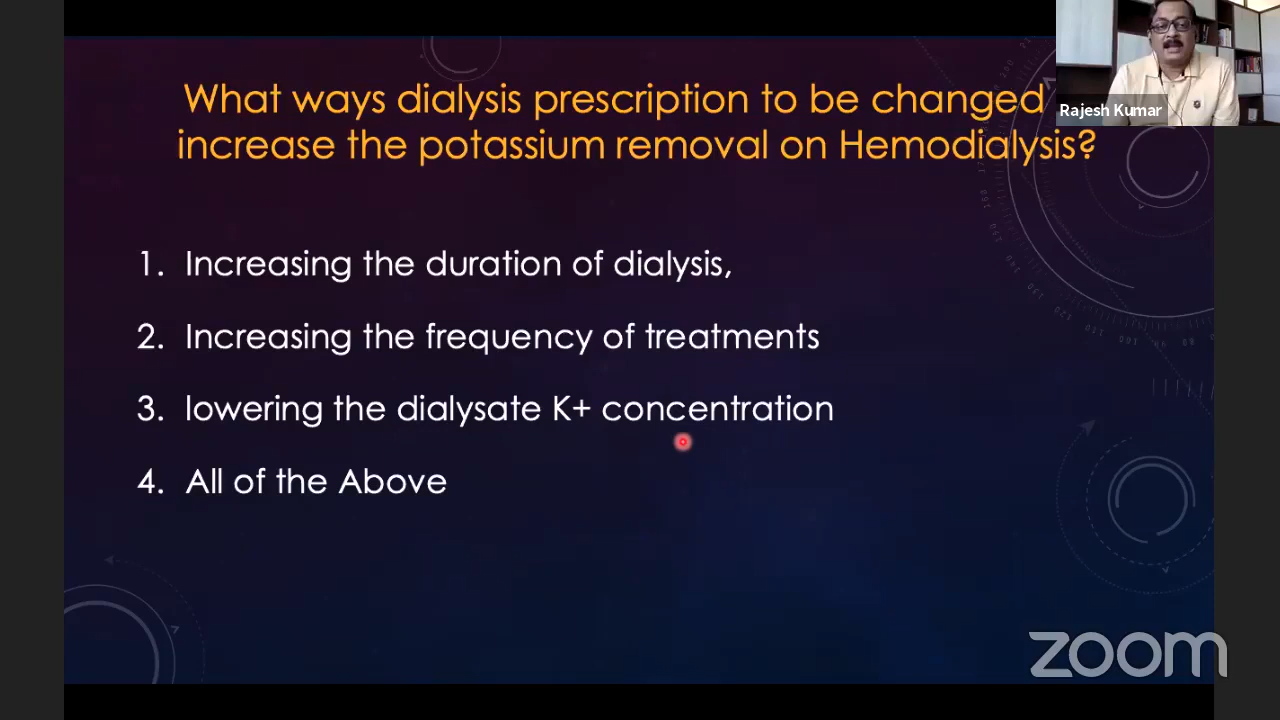 What ways dialysis prescription to be changed
increase the potassium removal on Hemodialysis?
Rajesh Kumar
1. Increasing the duration of dialysis,
2. Increasing the frequency of treatments
3. lowering the dialysate K+ concentration
4. All of the Above
zoom